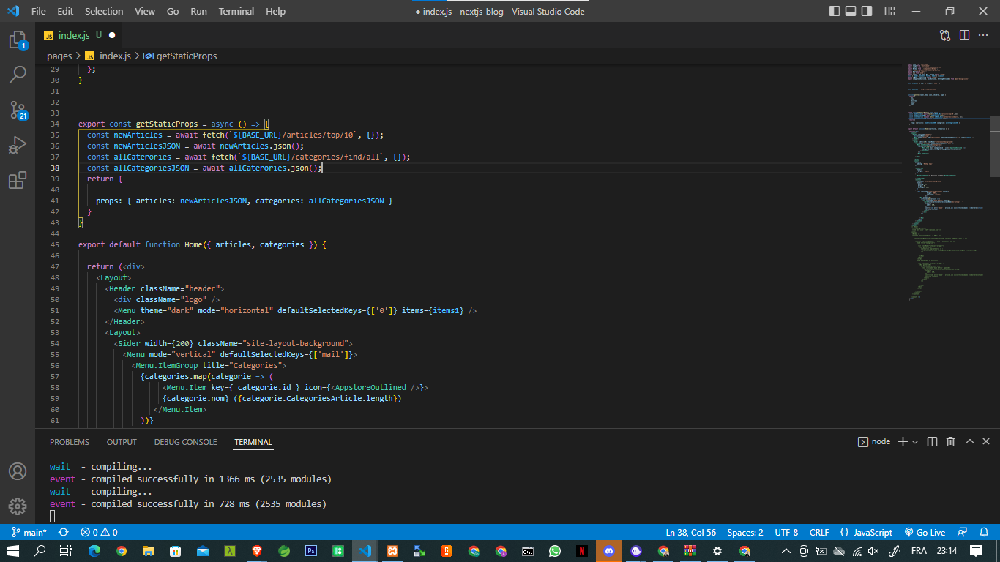 File Edit Selection View Go Run Terminal Help
● index.js - nextjs-blog - Visual Studio Code
JS index.js U ●
pages > JS index.js > getStaticProps
29 };
30 }
31
32
33
34 export const getStaticProps = async () => {
35 const newArticles = await fetch(`${BASE_URL}/articles/top/10`, {});
36 const newArticlesJSON = await newArticles.json();
37 const allCaterories = await fetch(`${BASE_URL}/categories/find/all`, {});
38 const allCategoriesJSON = await allCaterories.json();
39 return {
40
41 props: { articles: newArticlesJSON, categories: allCategoriesJSON }
42 }
43 }
44
45 export default function Home({ articles, categories }) {
46
47 return (<div>
48 <Layout>
49 <Header className="header">
50 <div className="logo" />
51 <Menu theme="dark" mode="horizontal" defaultSelectedKeys={['0']} items={items1} />
52 </Header>
53 <Layout>
54 <Sider width={200} className="site-layout-background">
55 <Menu mode="vertical" defaultSelectedKeys={['mail']}>
56 <Menu.ItemGroup title="Categories">
57 {categories.map(categorie => (
58 <Menu.Item key={ categorie.id } icon={<AppstoreOutlined />}>
59 {categorie.nom} ({categorie.CategoriesArticle.length})
60 </Menu.Item>
61 ))}
1
21
PROBLEMS OUTPUT DEBUG CONSOLE TERMINAL
node
wait - compiling...
event - compiled successfully in 1366 ms (2535 modules)
wait - compiling...
event - compiled successfully in 728 ms (2535 modules)
main* 0 0 Ln 38, Col 56 Spaces: 2 UTF-8 CRLF {} JavaScript Go Live
Ps N FRA 23:14